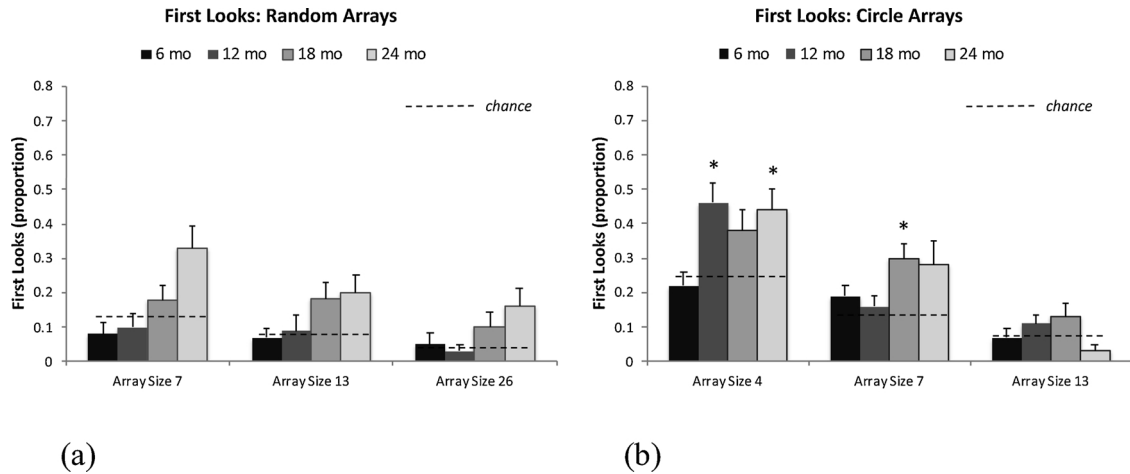 First Looks: Random Arrays
6 mo 12 mo 18 mo 24 mo
chance
First Looks (proportion)
0.8
0.7
0.6
0.5
0.4
0.3
0.2
0.1
0
Array Size 7 Array Size 13 Array Size 26
(a)
First Looks: Circle Arrays
6 mo 12 mo 18 mo 24 mo
chance
First Looks (proportion)
0.8
0.7
0.6
0.5
0.4
0.3
0.2
0.1
0
* * *
Array Size 4 Array Size 7 Array Size 13
(b)